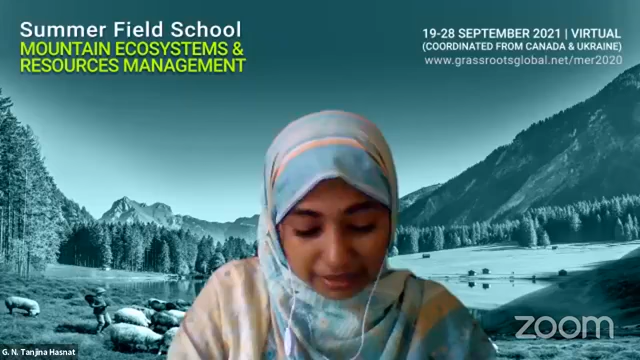 Summer Field School
MOUNTAIN ECOSYSTEMS &
RESOURCES MANAGEMENT
19-28 SEPTEMBER 2021 | VIRTUAL
(COORDINATED FROM CANADA & UKRAINE)
www.grassrootsglobal.net/mer2020
G. N. Tanjina Hasnat
zoom